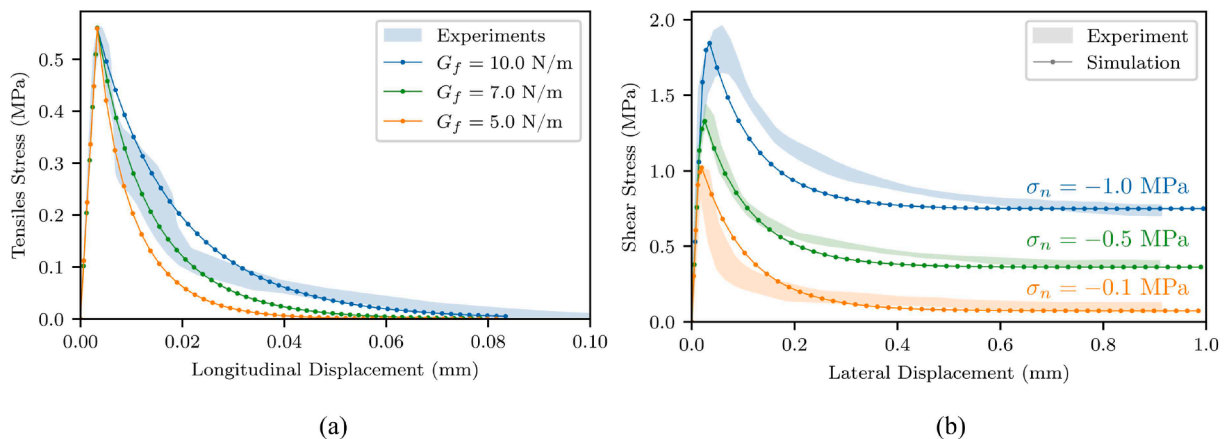 Tensiles Stress (MPa)
0.5
0.4
0.3
0.2
0.1
0.0
0.00 0.02 0.04 0.06 0.08 0.10
Longitudinal Displacement (mm)
Experiments
G_f = 10.0 N/m
G_f = 7.0 N/m
G_f = 5.0 N/m
(a)
Shear Stress (MPa)
2.0
1.5
1.0
0.5
0.0
0.0 0.2 0.4 0.6 0.8 1.0
Lateral Displacement (mm)
Experiment
Simulation
σ_n = −1.0 MPa
σ_n = −0.5 MPa
σ_n = −0.1 MPa
(b)